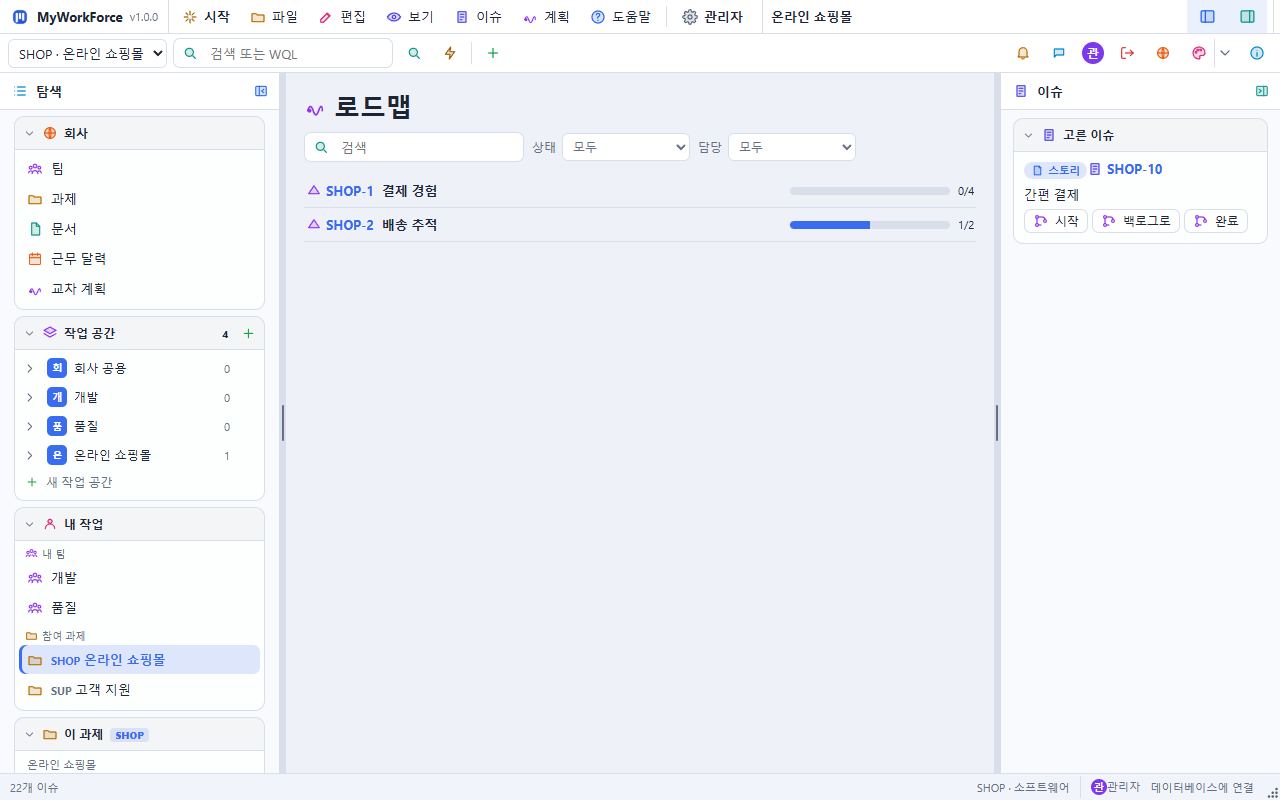 MyWorkForce v1.0.0 시작 파일 편집 보기 이슈 계획 도움말 관리자 온라인 쇼핑몰
SHOP · 온라인 쇼핑몰 검색 또는 WQL 관
탐색
회사
팀
과제
문서
근무 달력
교차 계획
작업 공간 4
회 회사 공용 0
개 개발 0
품 품질 0
온 온라인 쇼핑몰 1
새 작업 공간
내 작업
내 팀
개발
품질
참여 과제
SHOP 온라인 쇼핑몰
SUP 고객 지원
이 과제 SHOP
온라인 쇼핑몰
로드맵
검색 상태 모두 담당 모두
SHOP-1 결제 경험 0/4
SHOP-2 배송 추적 1/2
이슈
고른 이슈
스토리 SHOP-10
간편 결제
시작 백로그로 완료
22개 이슈 SHOP · 소프트웨어 관 관리자 데이터베이스에 연결